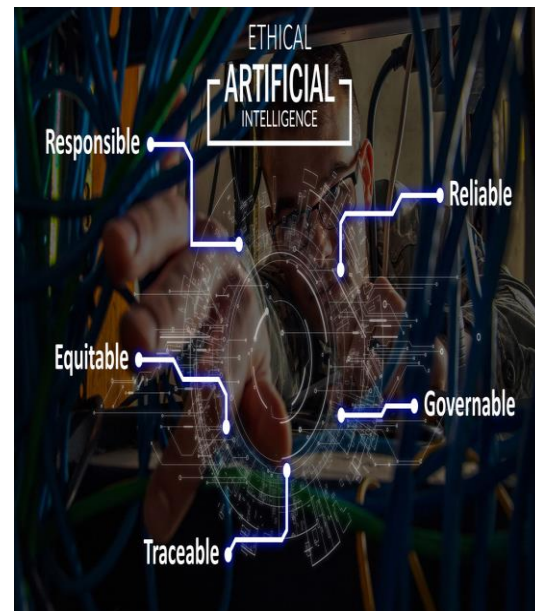 ETHICAL
ARTIFICIAL
INTELLIGENCE
Responsible
Reliable
Equitable
Governable
Traceable